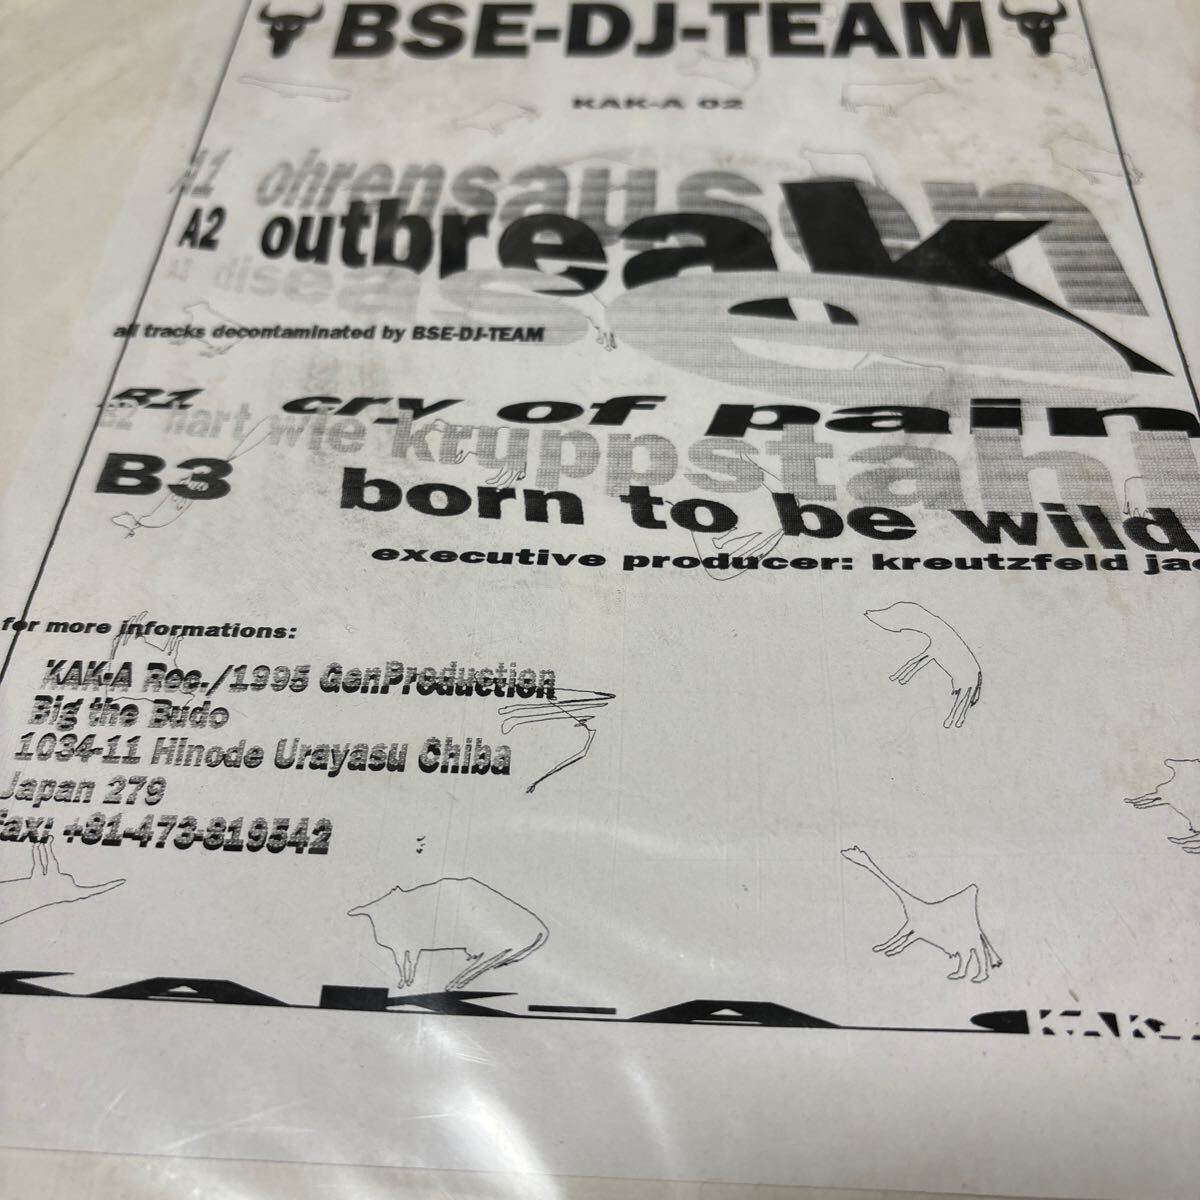 BSE-DJ-TEAM
KAK-A 02
A1 ohrensausen
A2 outbreak
A3 disease
all tracks decontaminated by BSE-DJ-TEAM
B1 cry of pain
B2 hart wie kruppstahl
B3 born to be wild
executive producer: kreutzfeld
for more informations:
KAK-A Rec./1995 GenProduction
Big the Budo
1034-11 Hinode Urayasu Chiba
Japan 279
fax: +81-473-819542
KAK-A